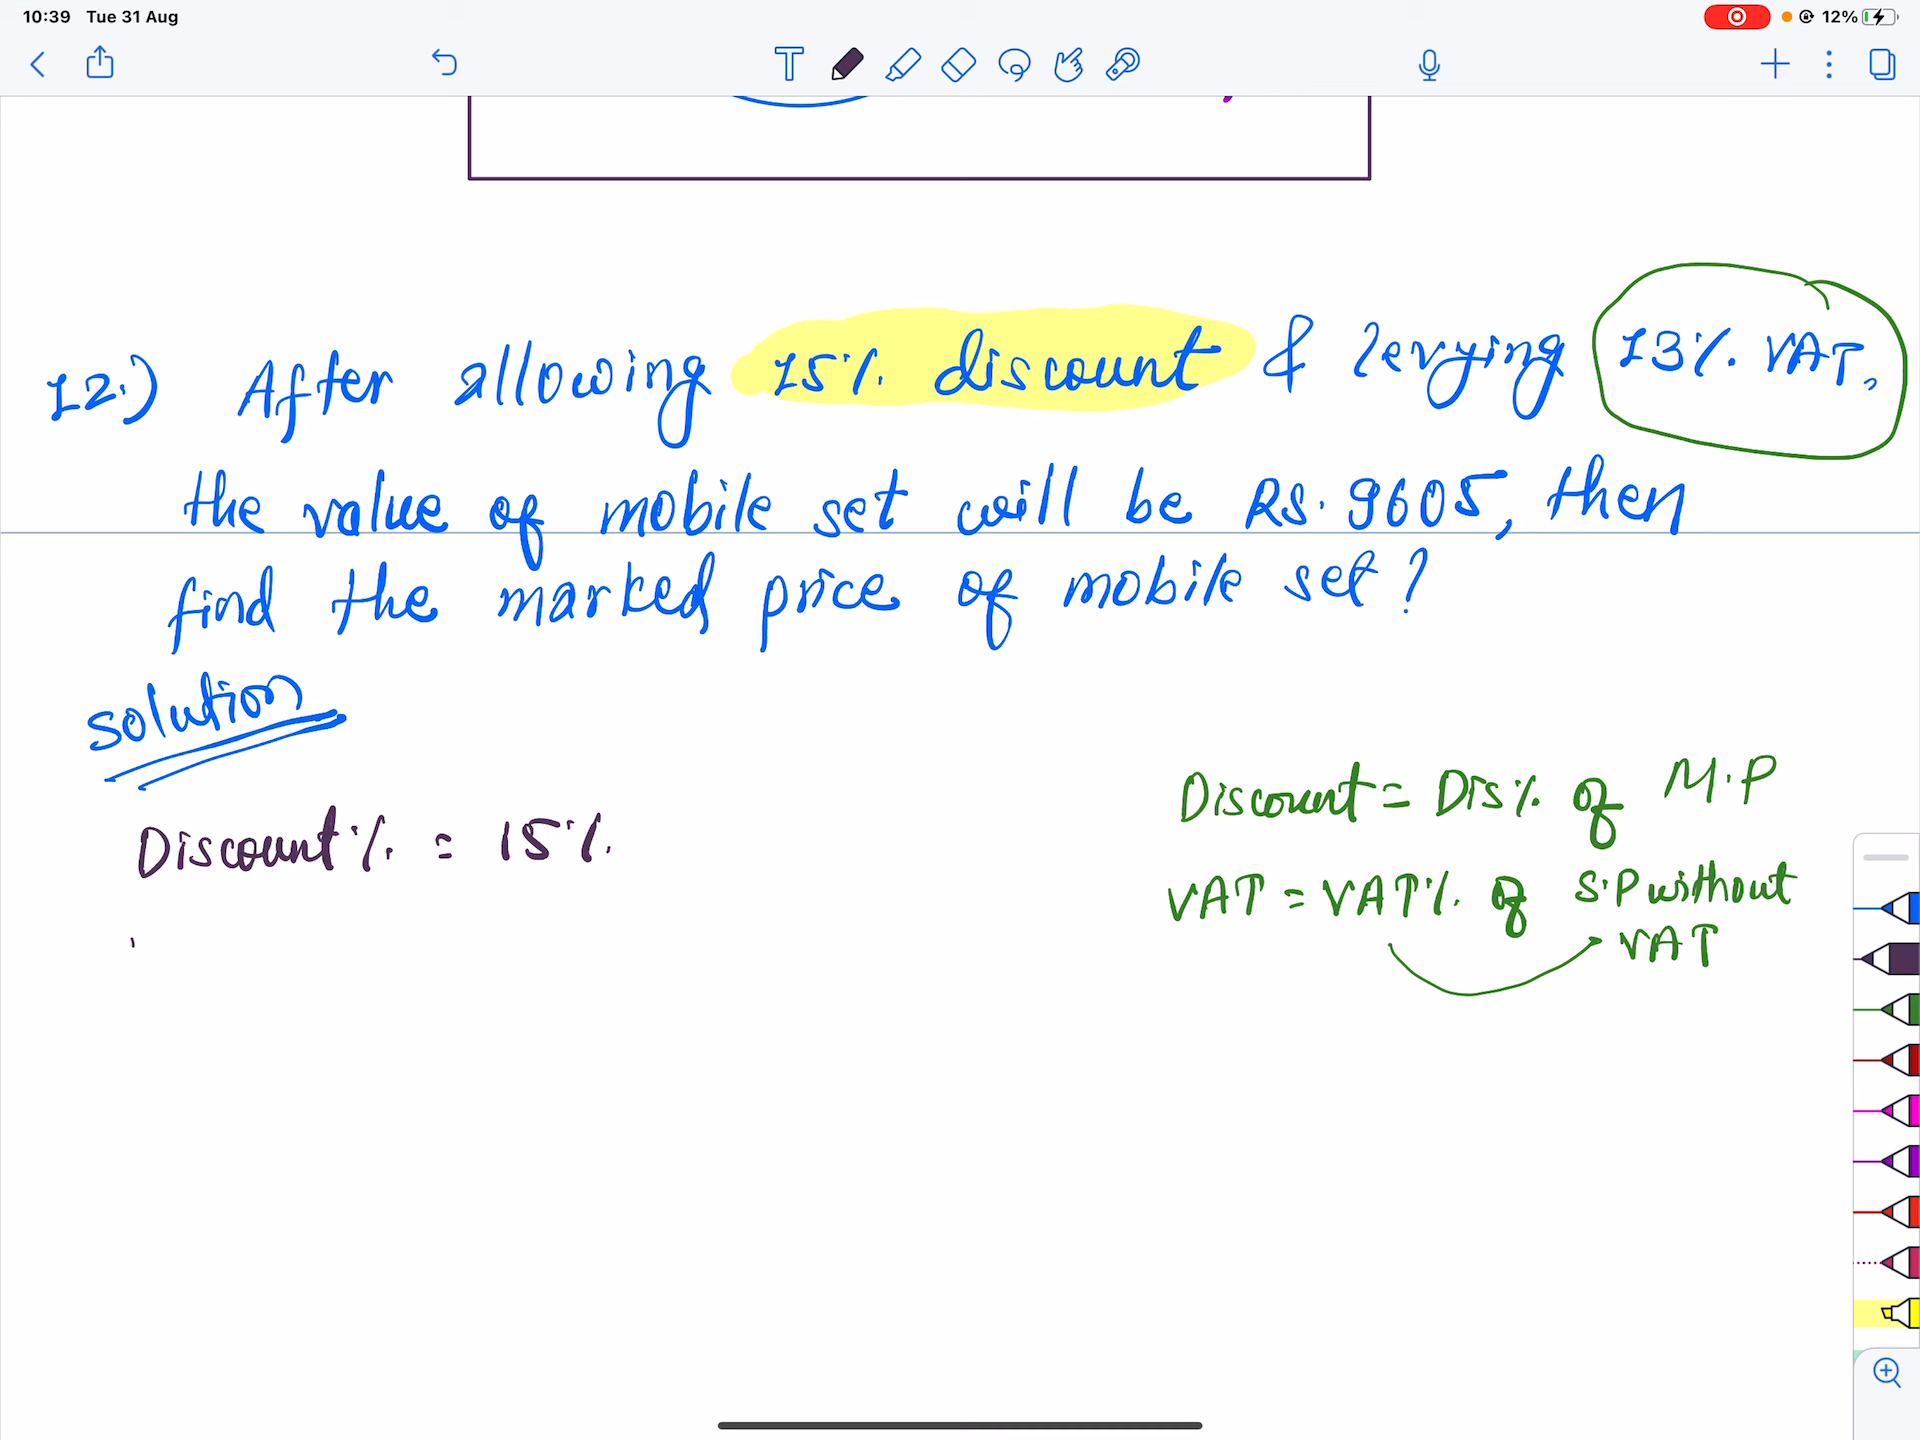 10:39 Tue 31 Aug
12%
12.) After allowing 15% discount & levying 13% VAT,
the value of mobile set will be Rs. 9605, then
find the marked price of mobile set?
solution
Discount = Dis% of M.P
Discount% = 15%
VAT = VAT% of S.P without
VAT